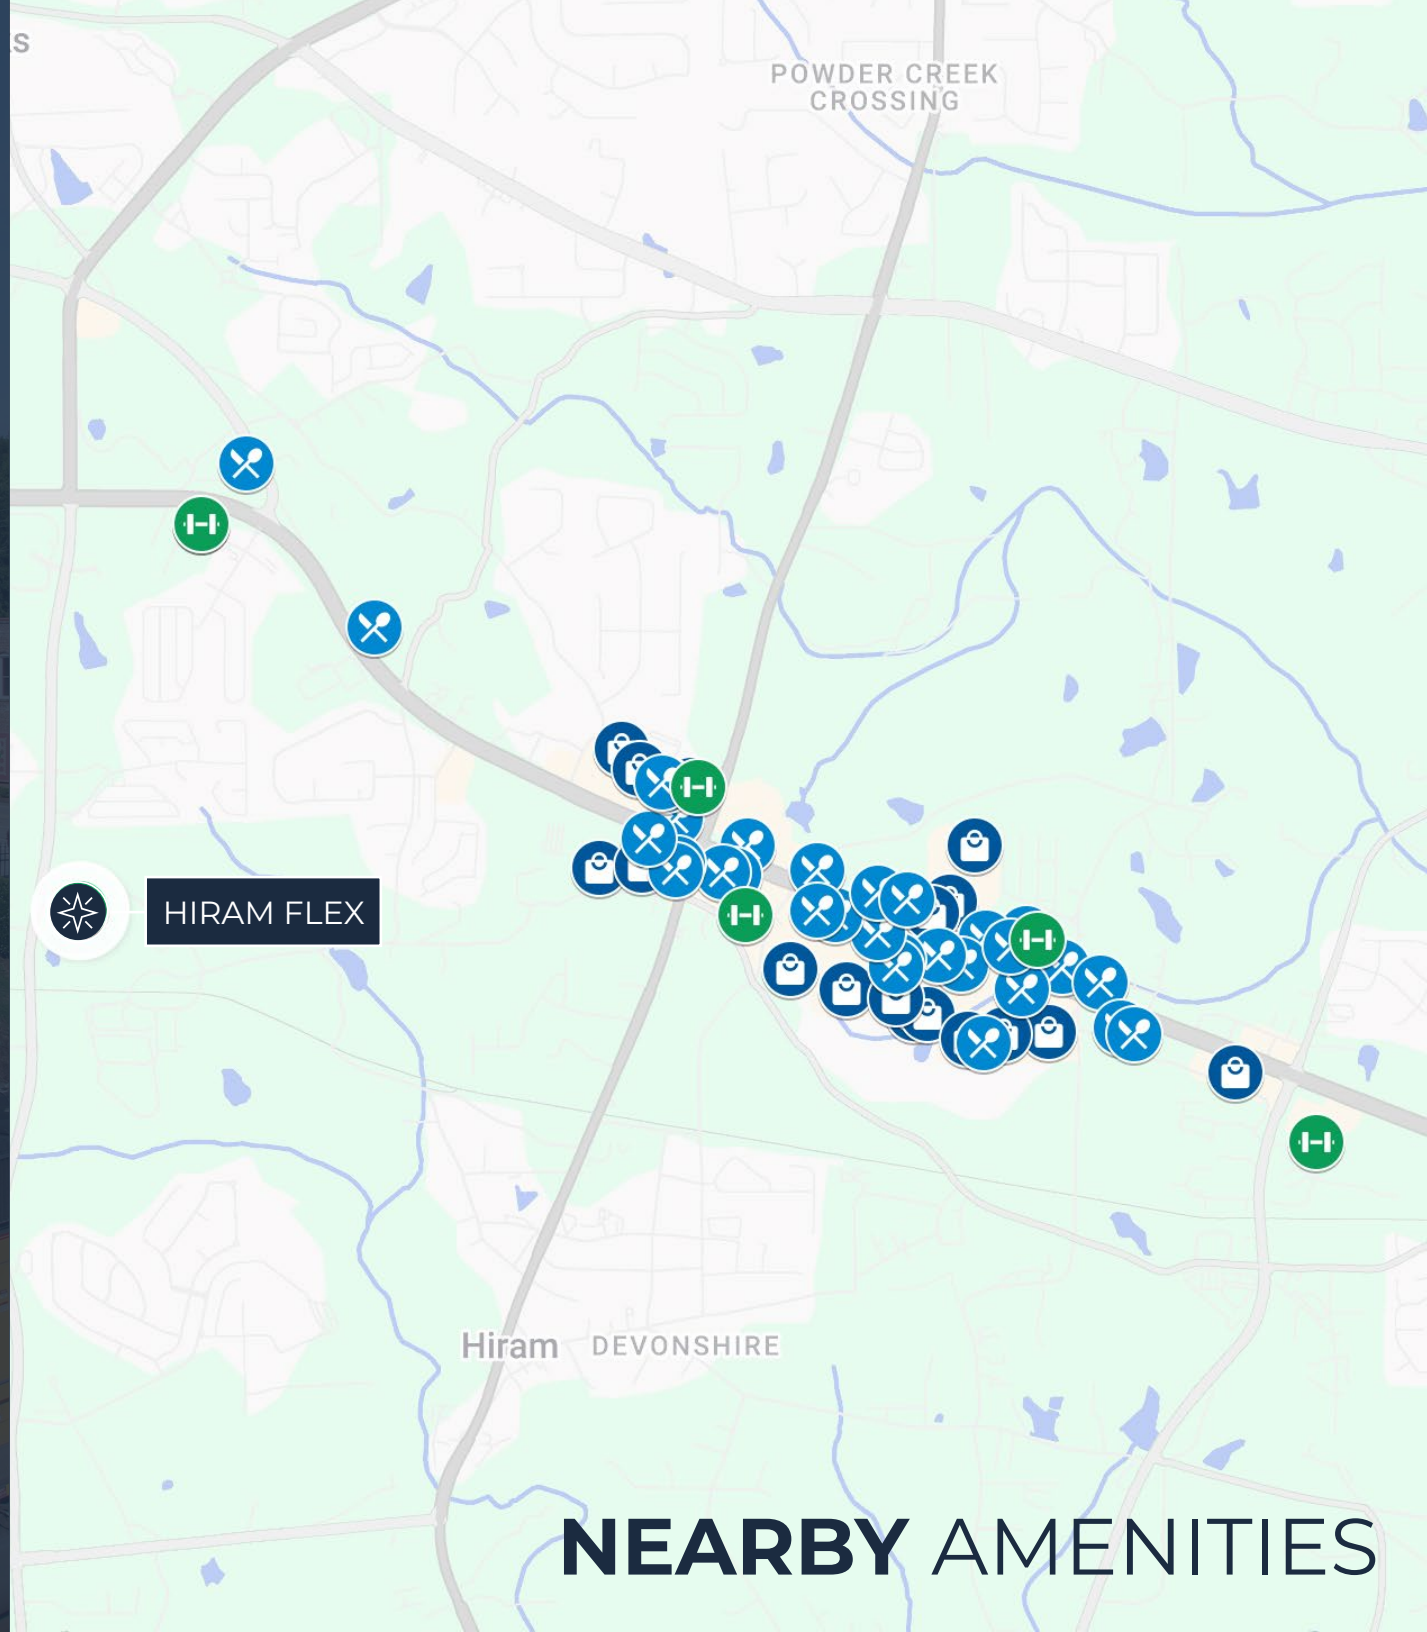 POWDER CREEK
CROSSING
HIRAM FLEX
Hiram
DEVONSHIRE
NEARBY AMENITIES